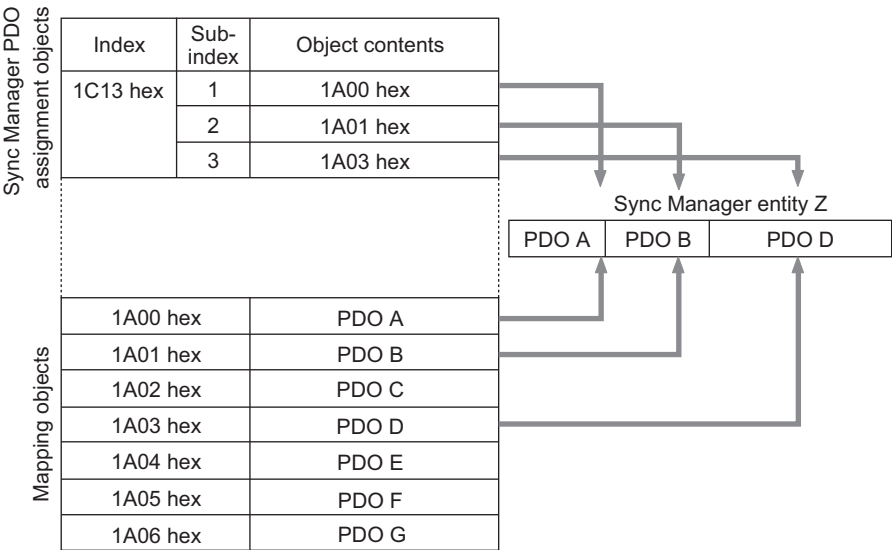 Sync Manager PDO
assignment objects
Index
Sub-
index
Object contents
1C13 hex
1
1A00 hex
2
1A01 hex
3
1A03 hex
Sync Manager entity Z
PDO A
PDO B
PDO D
Mapping objects
1A00 hex
PDO A
1A01 hex
PDO B
1A02 hex
PDO C
1A03 hex
PDO D
1A04 hex
PDO E
1A05 hex
PDO F
1A06 hex
PDO G